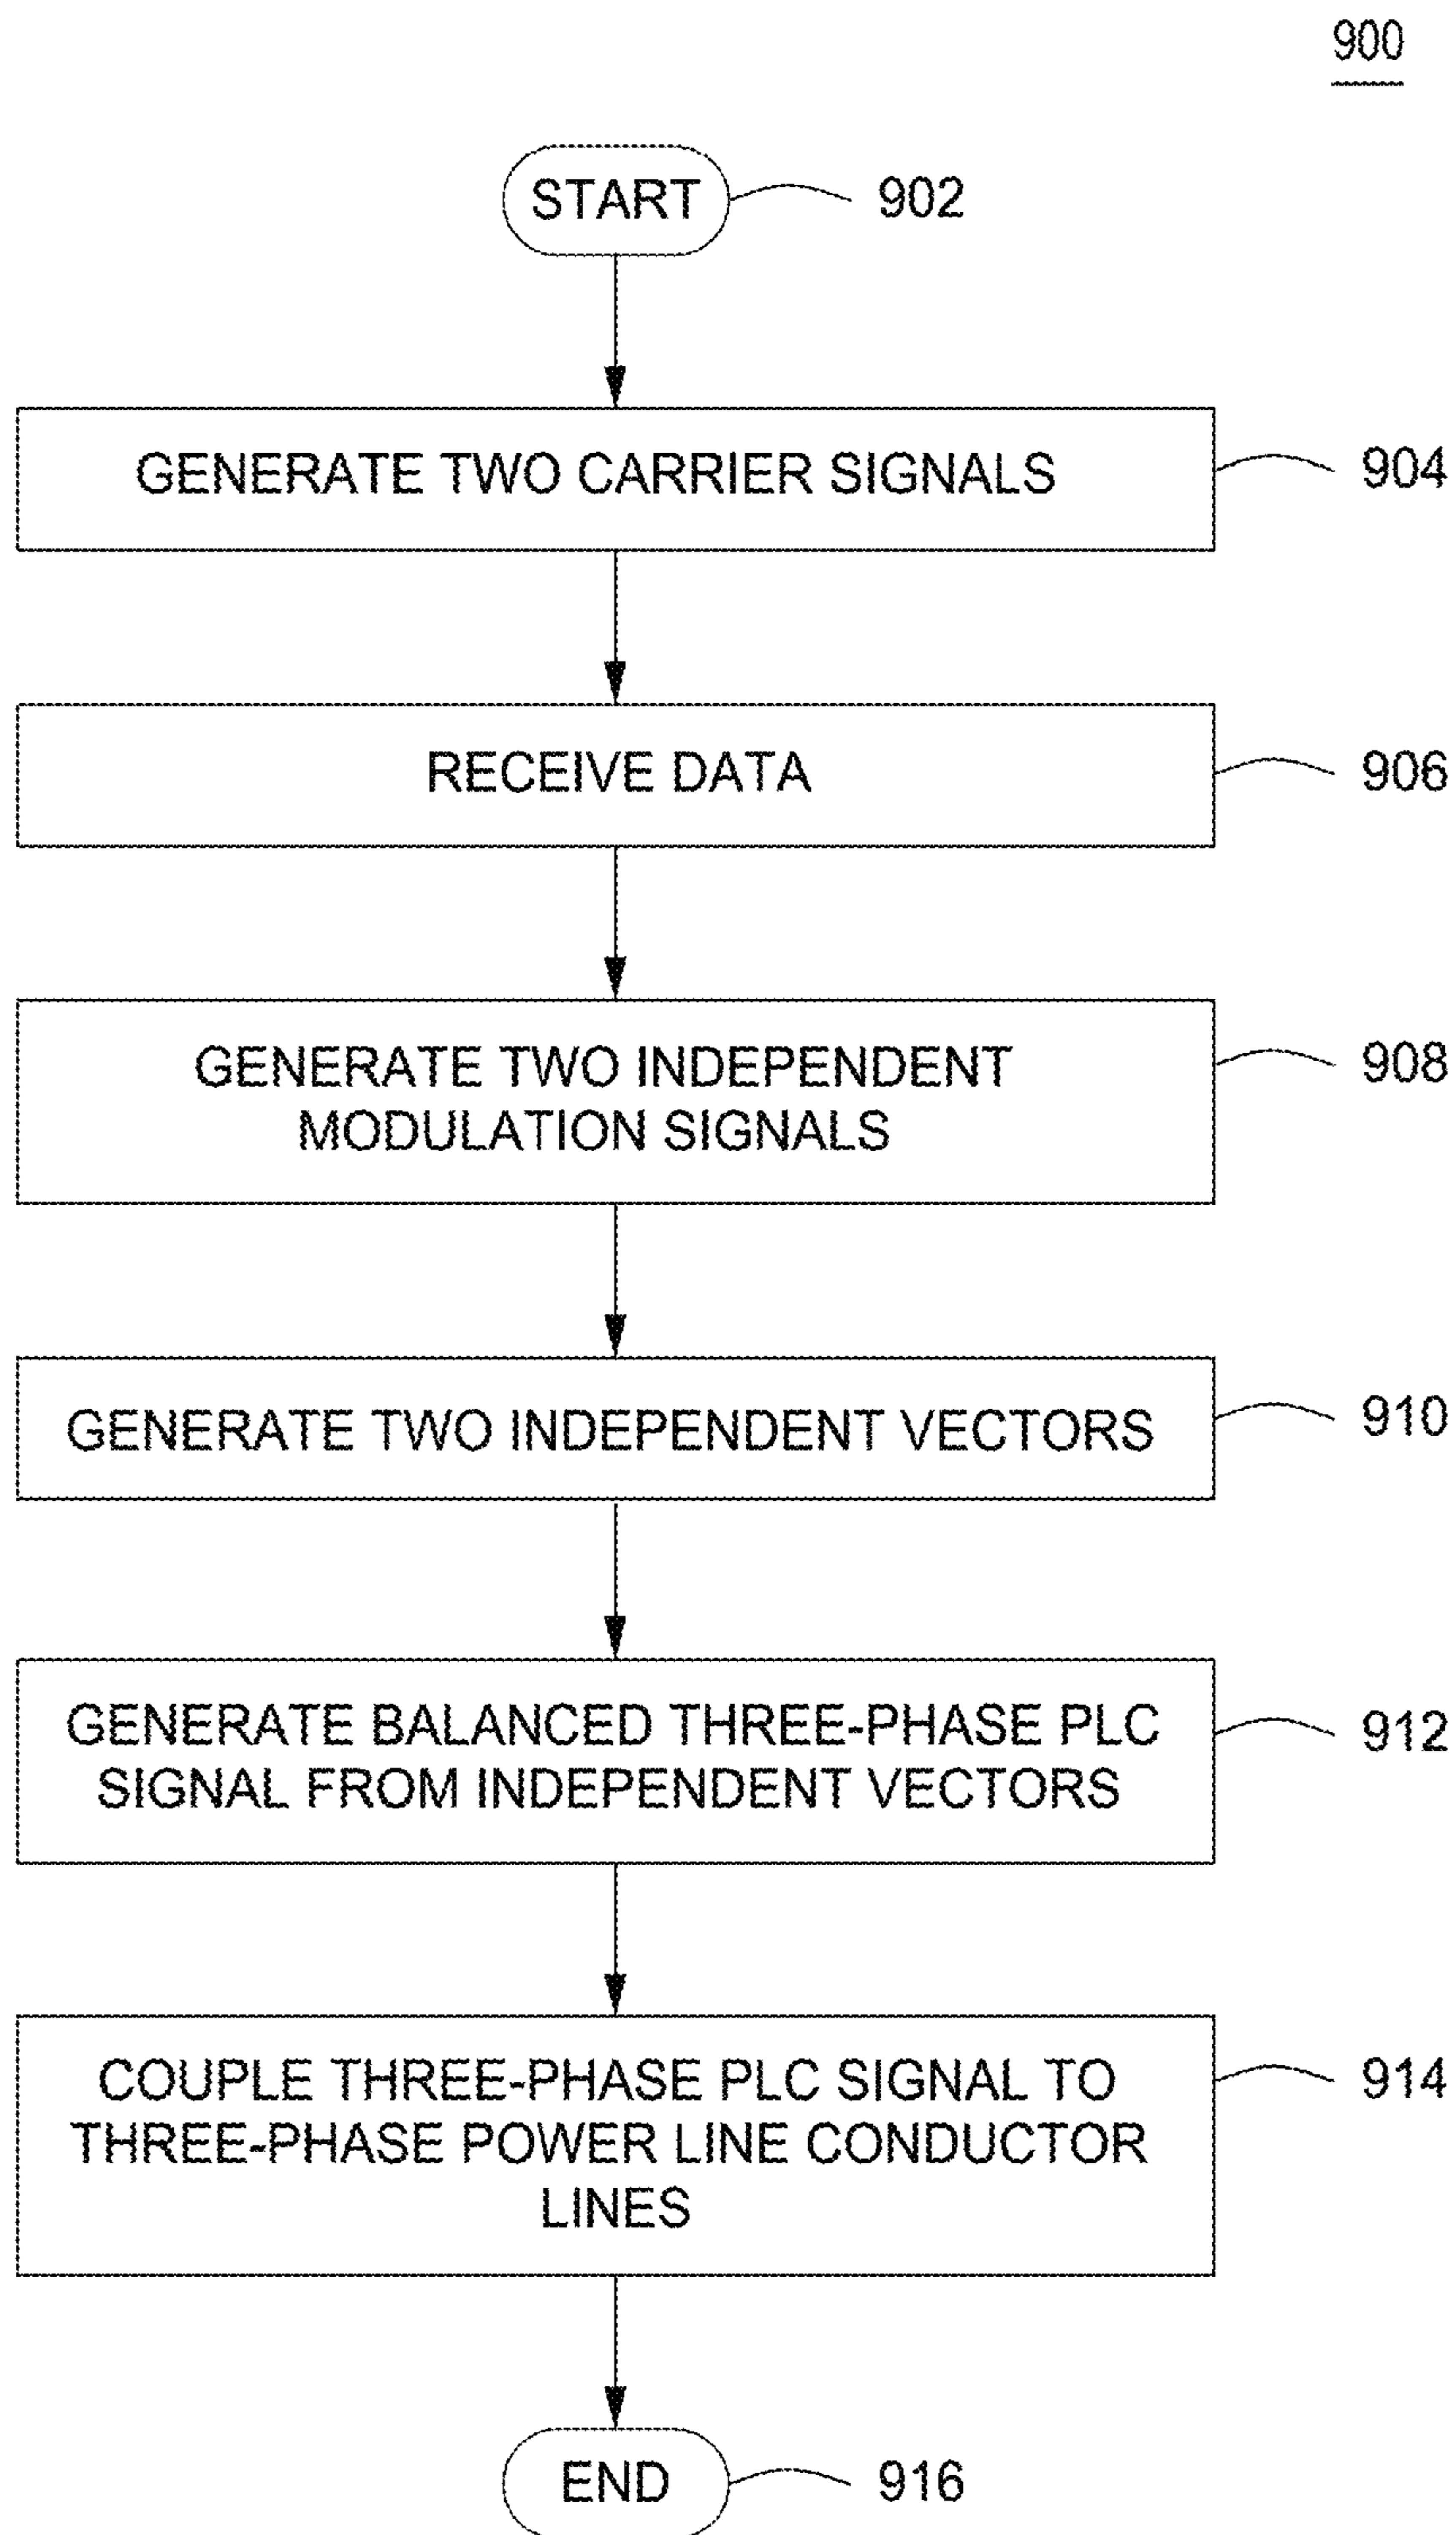 900
START
902
GENERATE TWO CARRIER SIGNALS
904
RECEIVE DATA
906
GENERATE TWO INDEPENDENT
MODULATION SIGNALS
908
GENERATE TWO INDEPENDENT VECTORS
910
GENERATE BALANCED THREE-PHASE PLC
SIGNAL FROM INDEPENDENT VECTORS
912
COUPLE THREE-PHASE PLC SIGNAL TO
THREE-PHASE POWER LINE CONDUCTOR
LINES
914
END
916